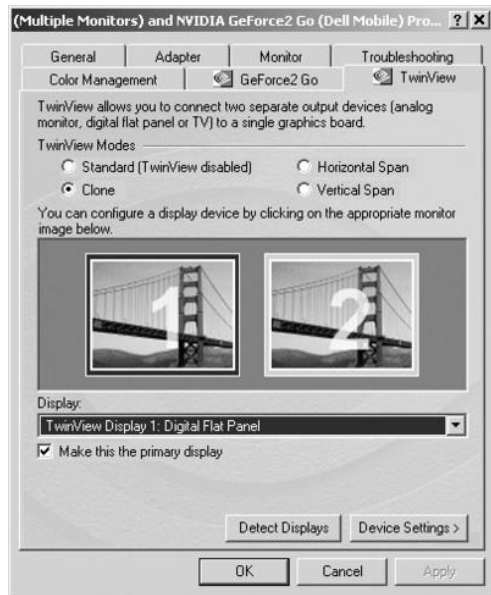 (Multiple Monitors) and NVIDIA GeForce2 Go (Dell Mobile) Pro...
General Adapter Monitor Troubleshooting
Color Management GeForce2 Go TwinView
TwinView allows you to connect two separate output devices (analog
monitor, digital flat panel or TV) to a single graphics board.
TwinView Modes
Standard (TwinView disabled) Horizontal Span
Clone Vertical Span
You can configure a display device by clicking on the appropriate monitor
image below.
1 2
Display:
TwinView Display 1: Digital Flat Panel
Make this the primary display
Detect Displays Device Settings >
OK Cancel Apply